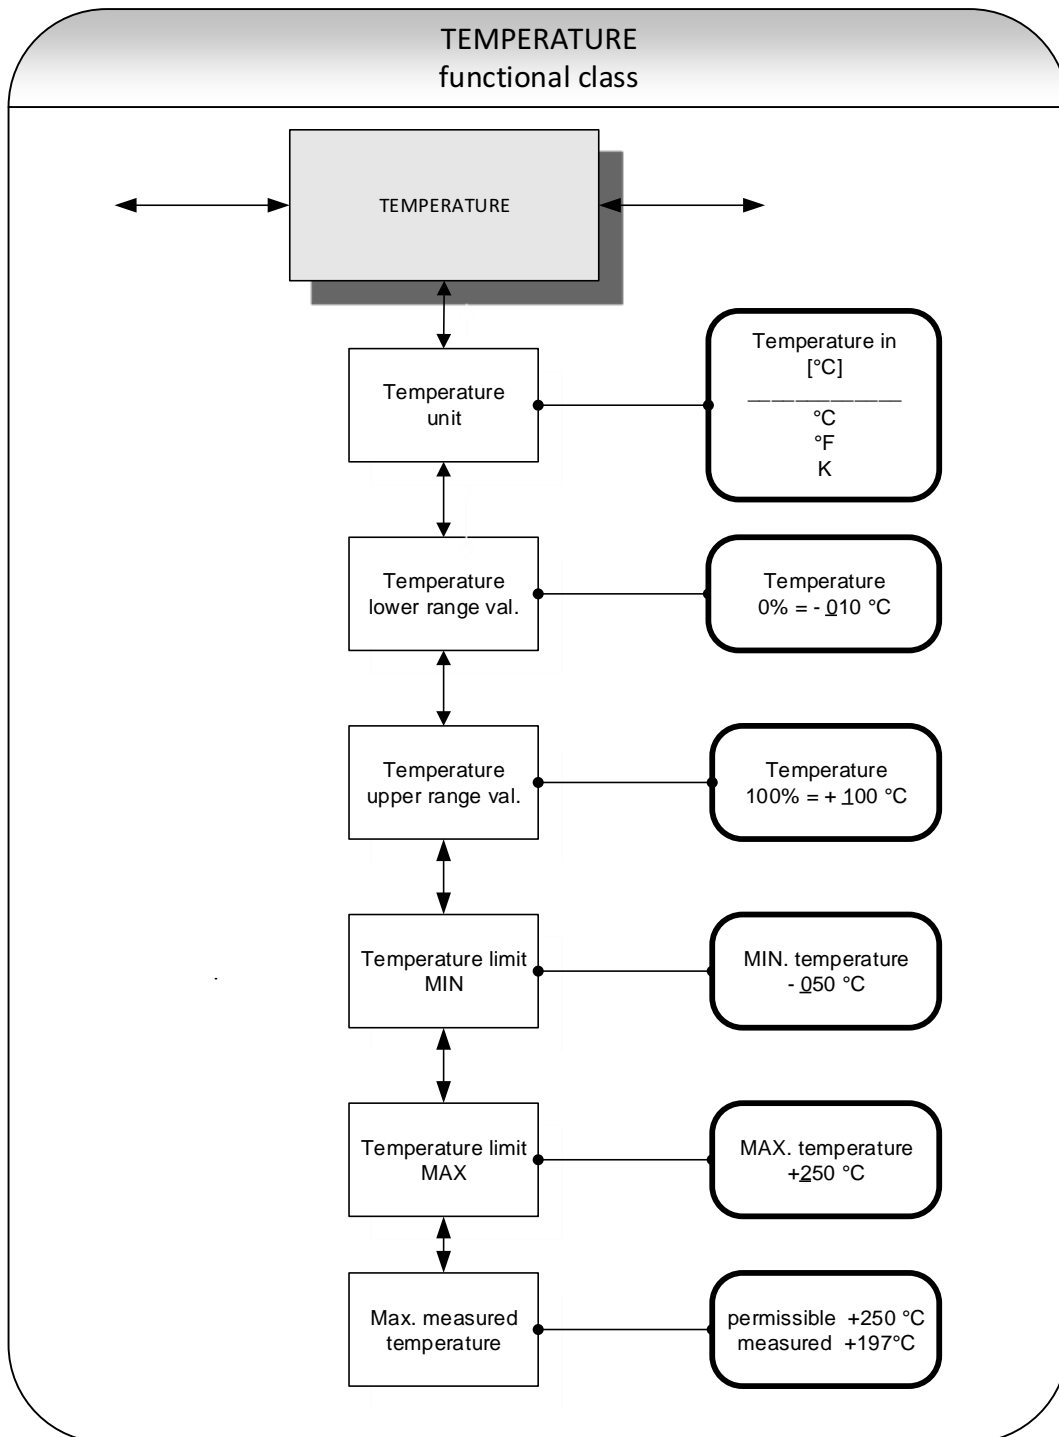 TEMPERATURE
functional class
TEMPERATURE
Temperature
unit
Temperature in
[°C]
_____________
°C
°F
K
Temperature
lower range val.
Temperature
0% = - 010 °C
Temperature
upper range val.
Temperature
100% = + 100 °C
Temperature limit
MIN
MIN. temperature
- 050 °C
Temperature limit
MAX
MAX. temperature
+250 °C
Max. measured
temperature
permissible +250 °C
measured +197°C